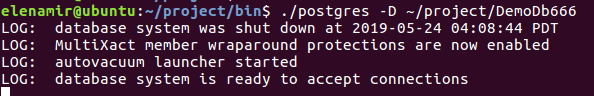 elenamir@ubuntu:~/project/bin$ ./postgres -D ~/project/DemoDb666
LOG:  database system was shut down at 2019-05-24 04:08:44 PDT
LOG:  MultiXact member wraparound protections are now enabled
LOG:  autovacuum launcher started
LOG:  database system is ready to accept connections